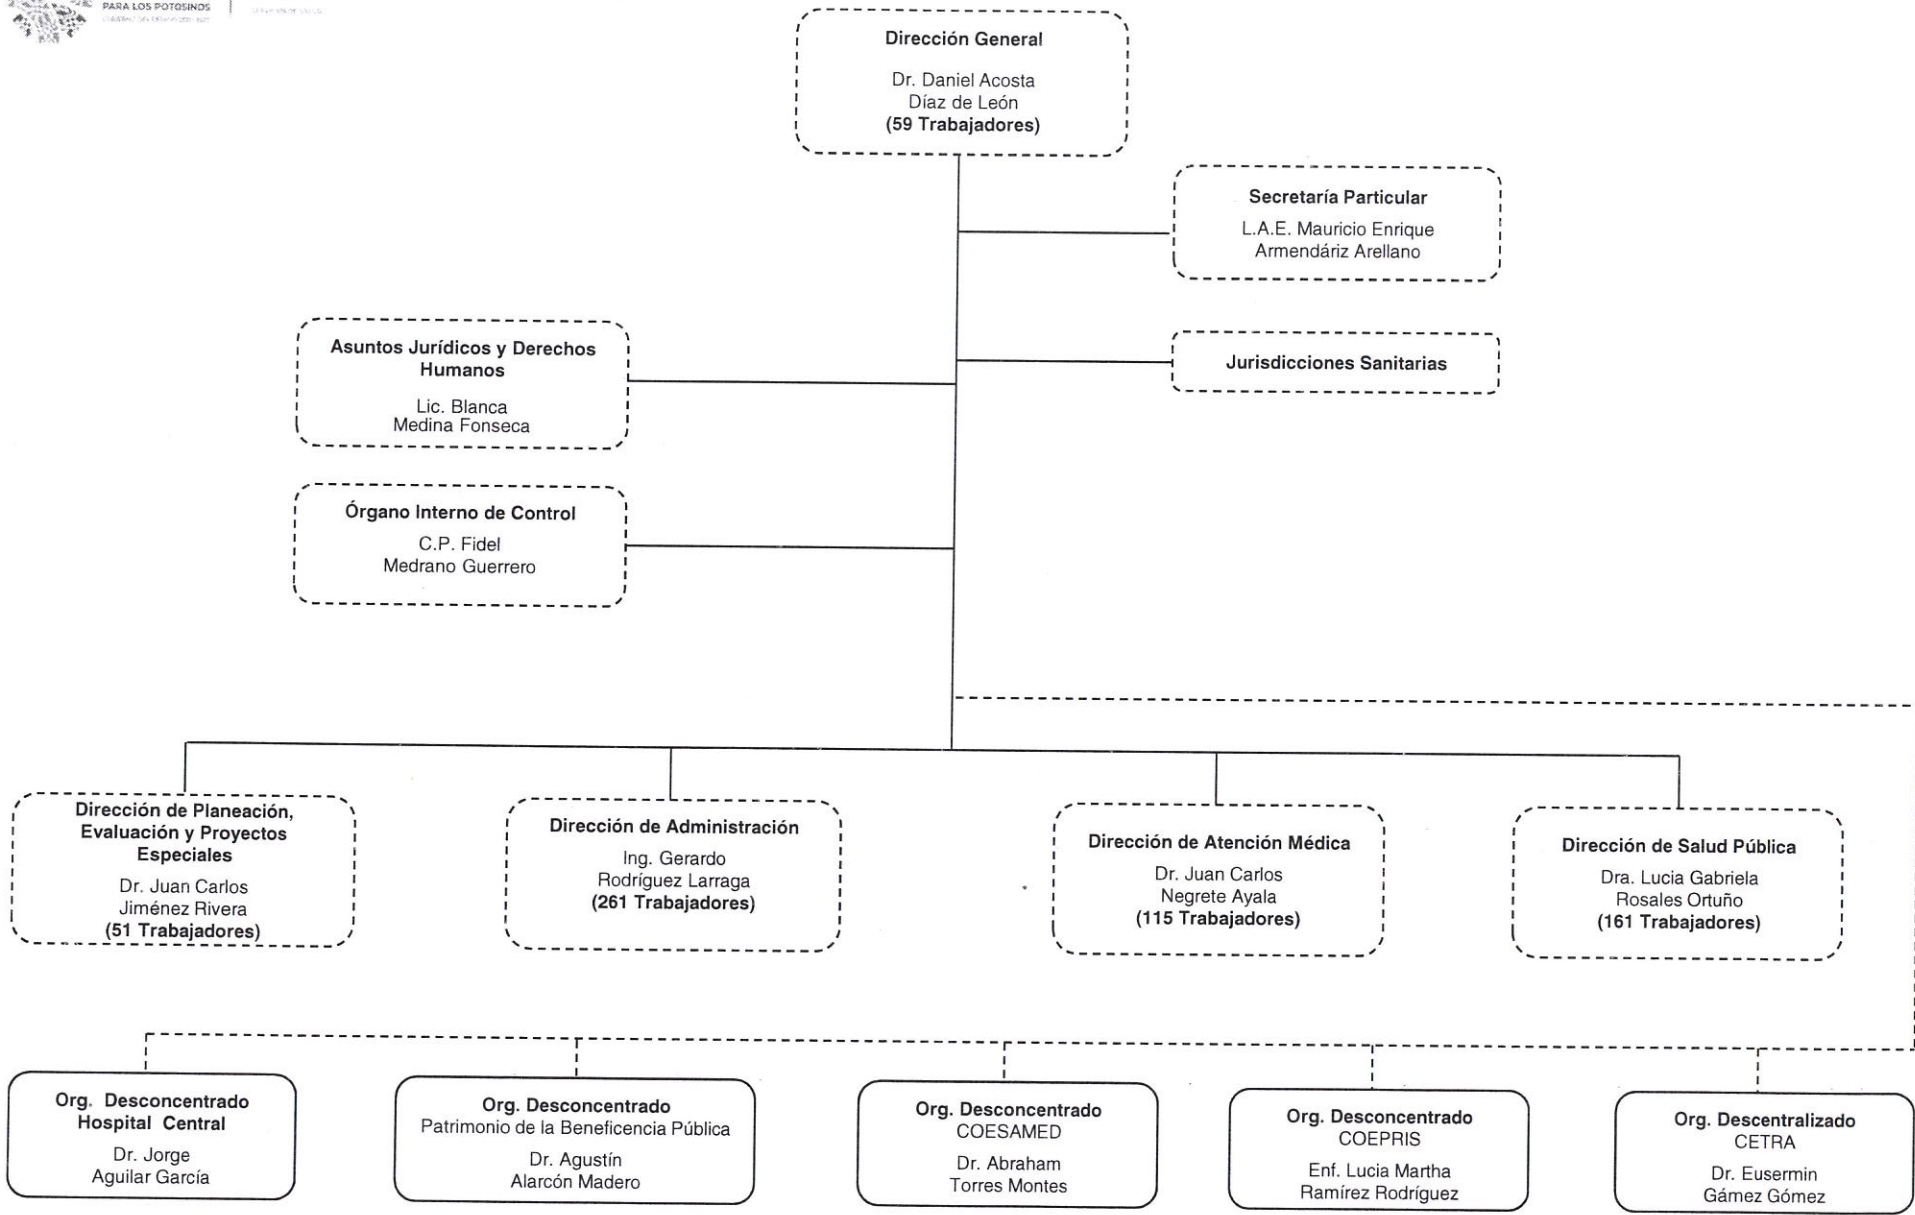 PARA LOS POTOSINOS
Dirección General
Dr. Daniel Acosta
Díaz de León
(59 Trabajadores)
Secretaría Particular
L.A.E. Mauricio Enrique
Armendáriz Arellano
Asuntos Jurídicos y Derechos
Humanos
Lic. Blanca
Medina Fonseca
Jurisdicciones Sanitarias
Órgano Interno de Control
C.P. Fidel
Medrano Guerrero
Dirección de Planeación,
Evaluación y Proyectos
Especiales
Dr. Juan Carlos
Jiménez Rivera
(51 Trabajadores)
Dirección de Administración
Ing. Gerardo
Rodríguez Larraga
(261 Trabajadores)
Dirección de Atención Médica
Dr. Juan Carlos
Negrete Ayala
(115 Trabajadores)
Dirección de Salud Pública
Dra. Lucia Gabriela
Rosales Ortuño
(161 Trabajadores)
Org. Desconcentrado
Hospital Central
Dr. Jorge
Aguilar García
Org. Desconcentrado
Patrimonio de la Beneficencia Pública
Dr. Agustín
Alarcón Madero
Org. Desconcentrado
COESAMED
Dr. Abraham
Torres Montes
Org. Desconcentrado
COEPRIS
Enf. Lucia Martha
Ramírez Rodríguez
Org. Descentralizado
CETRA
Dr. Eusermin
Gámez Gómez